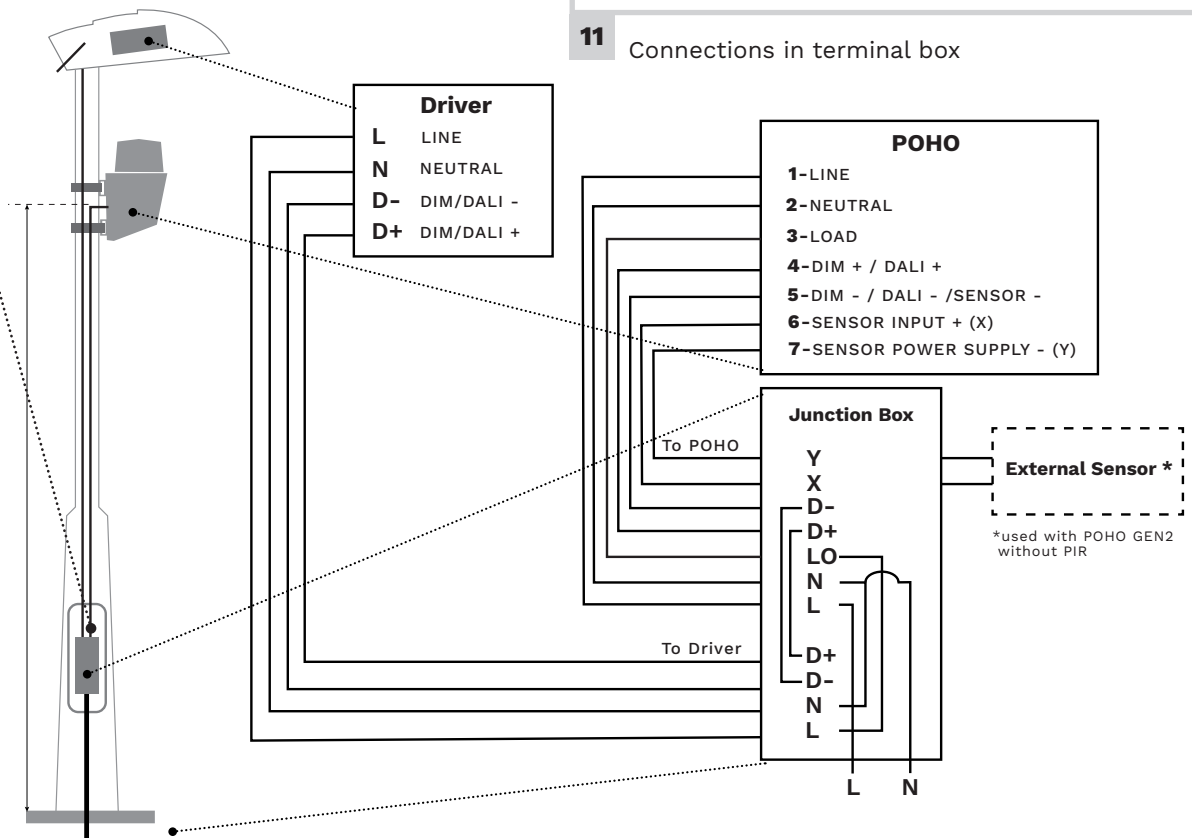 11 Connections in terminal box
Driver
L LINE
N NEUTRAL
D- DIM/DALI -
D+ DIM/DALI +
POHO
1-LINE
2-NEUTRAL
3-LOAD
4-DIM + / DALI +
5-DIM - / DALI - /SENSOR -
6-SENSOR INPUT + (X)
7-SENSOR POWER SUPPLY - (Y)
Junction Box
To POHO
Y
X
D-
D+
LO
N
L
To Driver
D+
D-
N
L
L N
External Sensor *
*used with POHO GEN2
without PIR